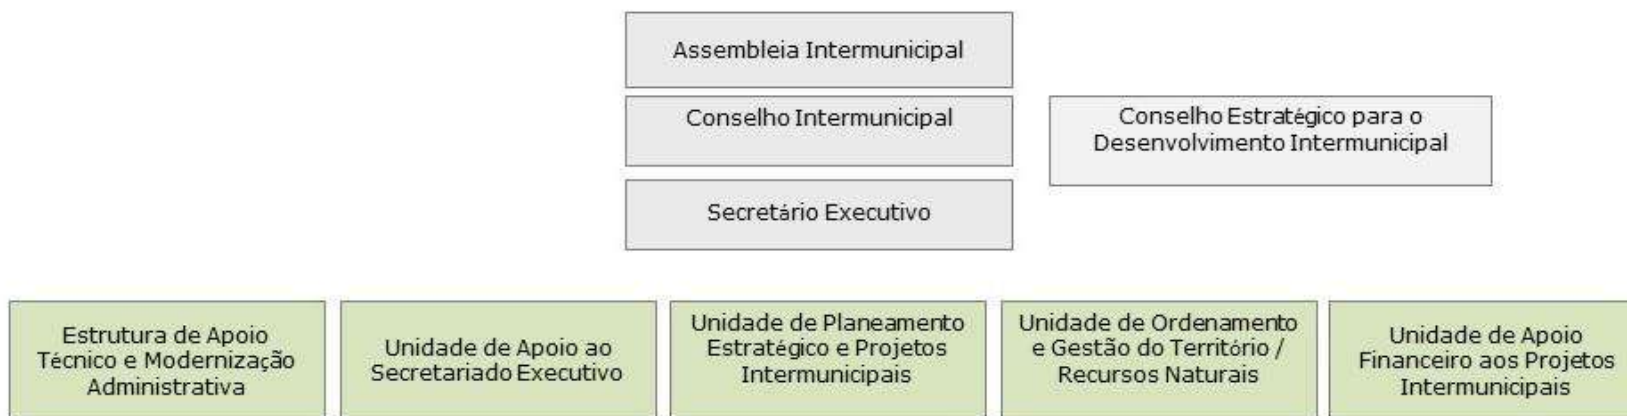 Assembleia Intermunicipal
Conselho Intermunicipal
Conselho Estratégico para o
Desenvolvimento Intermunicipal
Secretário Executivo
Estrutura de Apoio
Técnico e Modernização
Administrativa
Unidade de Apoio ao
Secretariado Executivo
Unidade de Planeamento
Estratégico e Projetos
Intermunicipais
Unidade de Ordenamento
e Gestão do Território /
Recursos Naturais
Unidade de Apoio
Financeiro aos Projetos
Intermunicipais